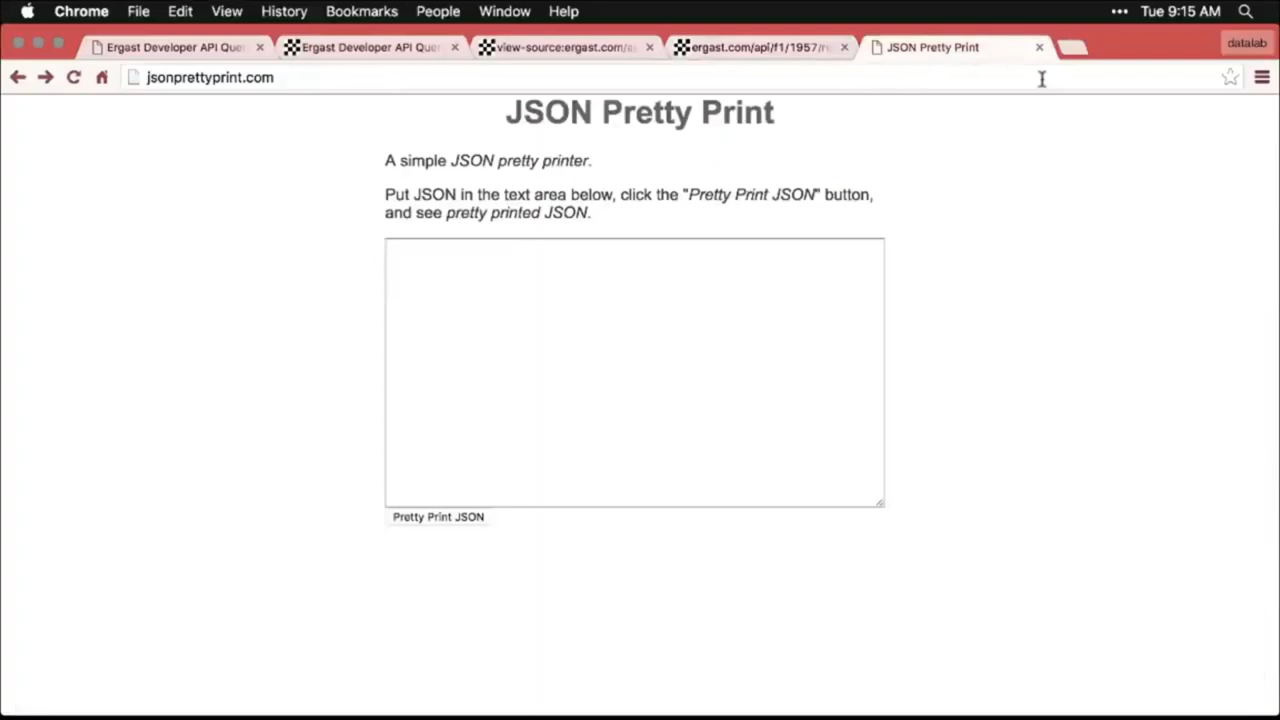 Chrome File Edit View History Bookmarks People Window Help ••• Tue 9:15 AM
Ergast Developer API Que Ergast Developer API Que view-source:ergast.com/a ergast.com/api/f1/1957/re JSON Pretty Print datalab
jsonprettyprint.com
JSON Pretty Print
A simple JSON pretty printer.
Put JSON in the text area below, click the "Pretty Print JSON" button,
and see pretty printed JSON.
Pretty Print JSON